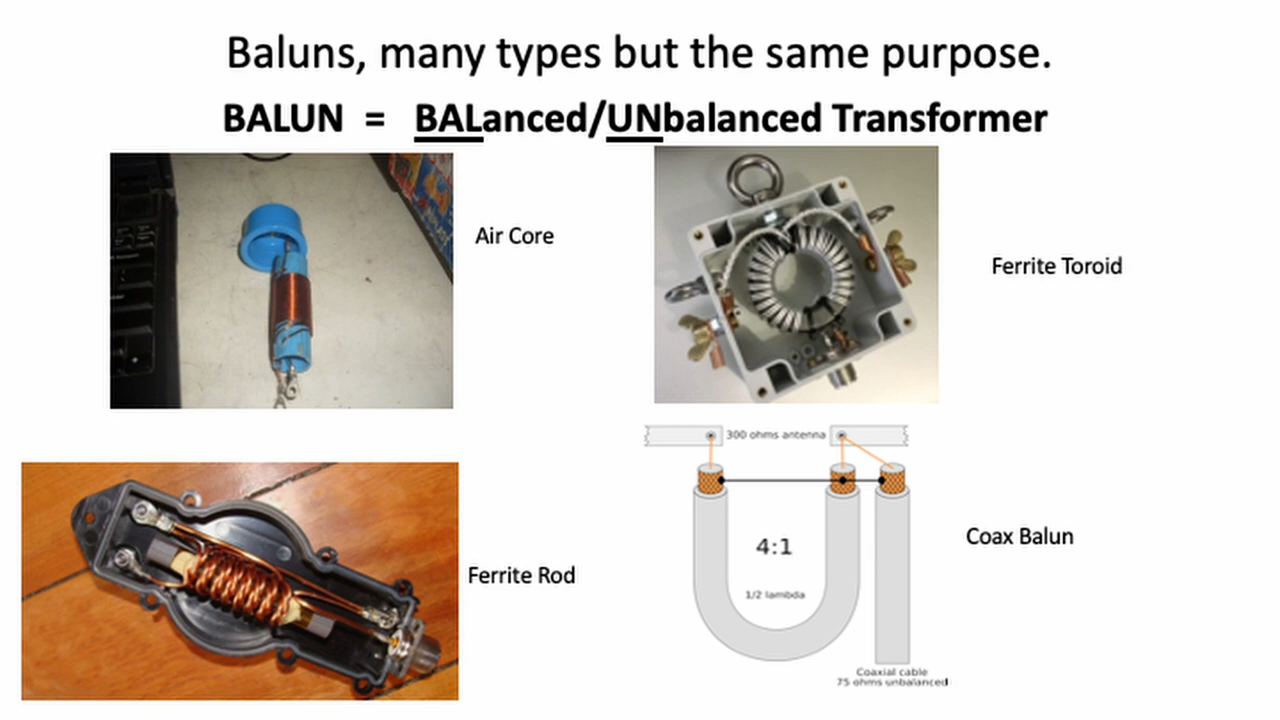 Baluns, many types but the same purpose.
BALUN = BALanced/UNbalanced Transformer
Air Core
Ferrite Toroid
300 ohms antenna
4:1
1/2 lambda
Coax Balun
Ferrite Rod
Coaxial cable
75 ohms unbalanced